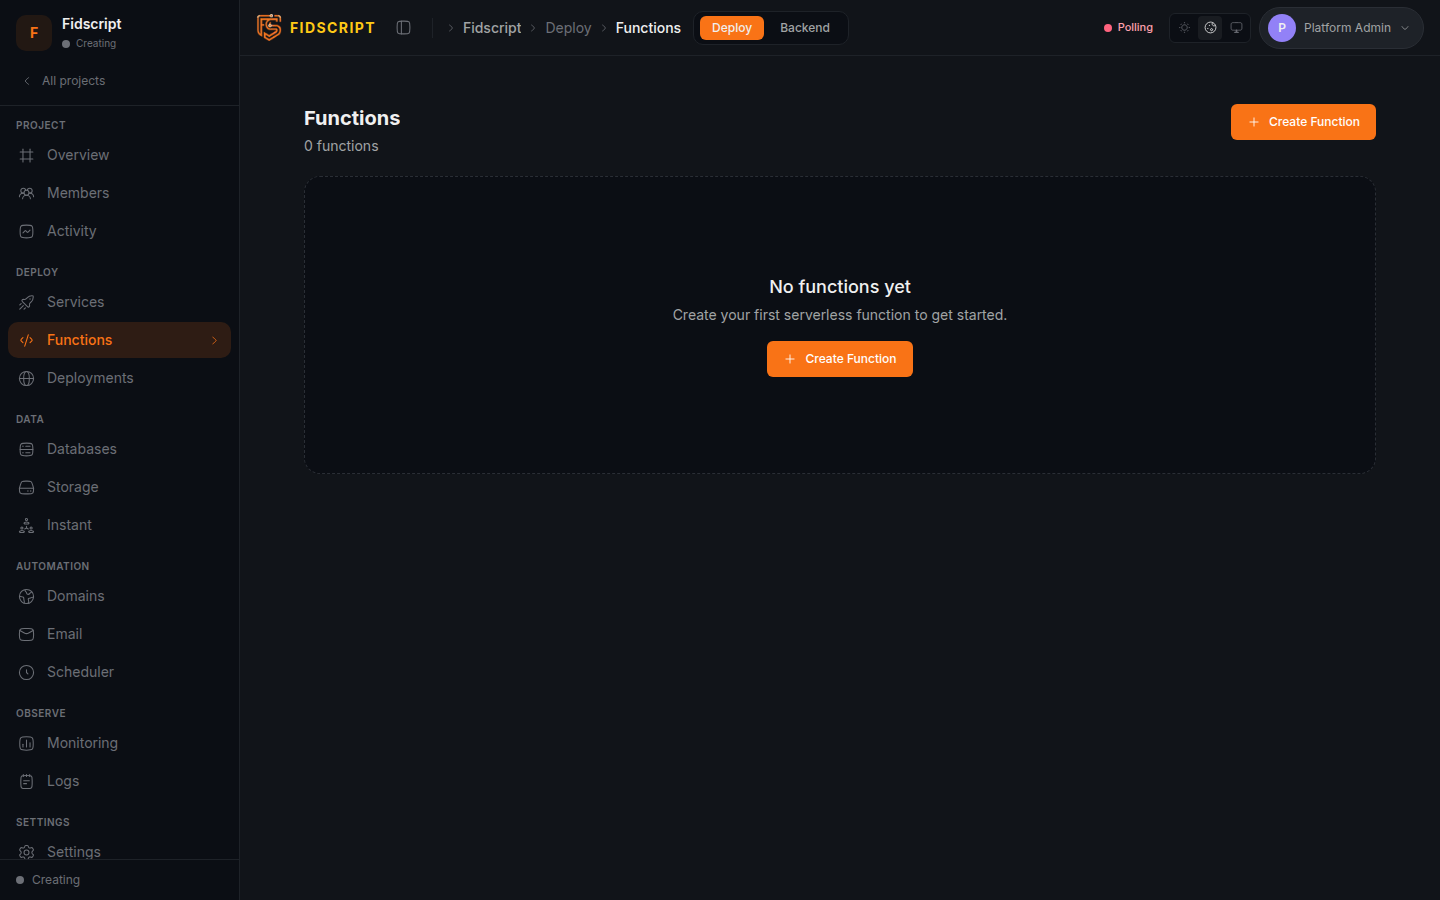 F
Fidscript
Creating
All projects
PROJECT
Overview
Members
Activity
DEPLOY
Services
Functions
Deployments
DATA
Databases
Storage
Instant
AUTOMATION
Domains
Email
Scheduler
OBSERVE
Monitoring
Logs
SETTINGS
Settings
Creating
FIDSCRIPT
Fidscript
Deploy
Functions
Deploy
Backend
Polling
P
Platform Admin
Functions
0 functions
Create Function
No functions yet
Create your first serverless function to get started.
Create Function